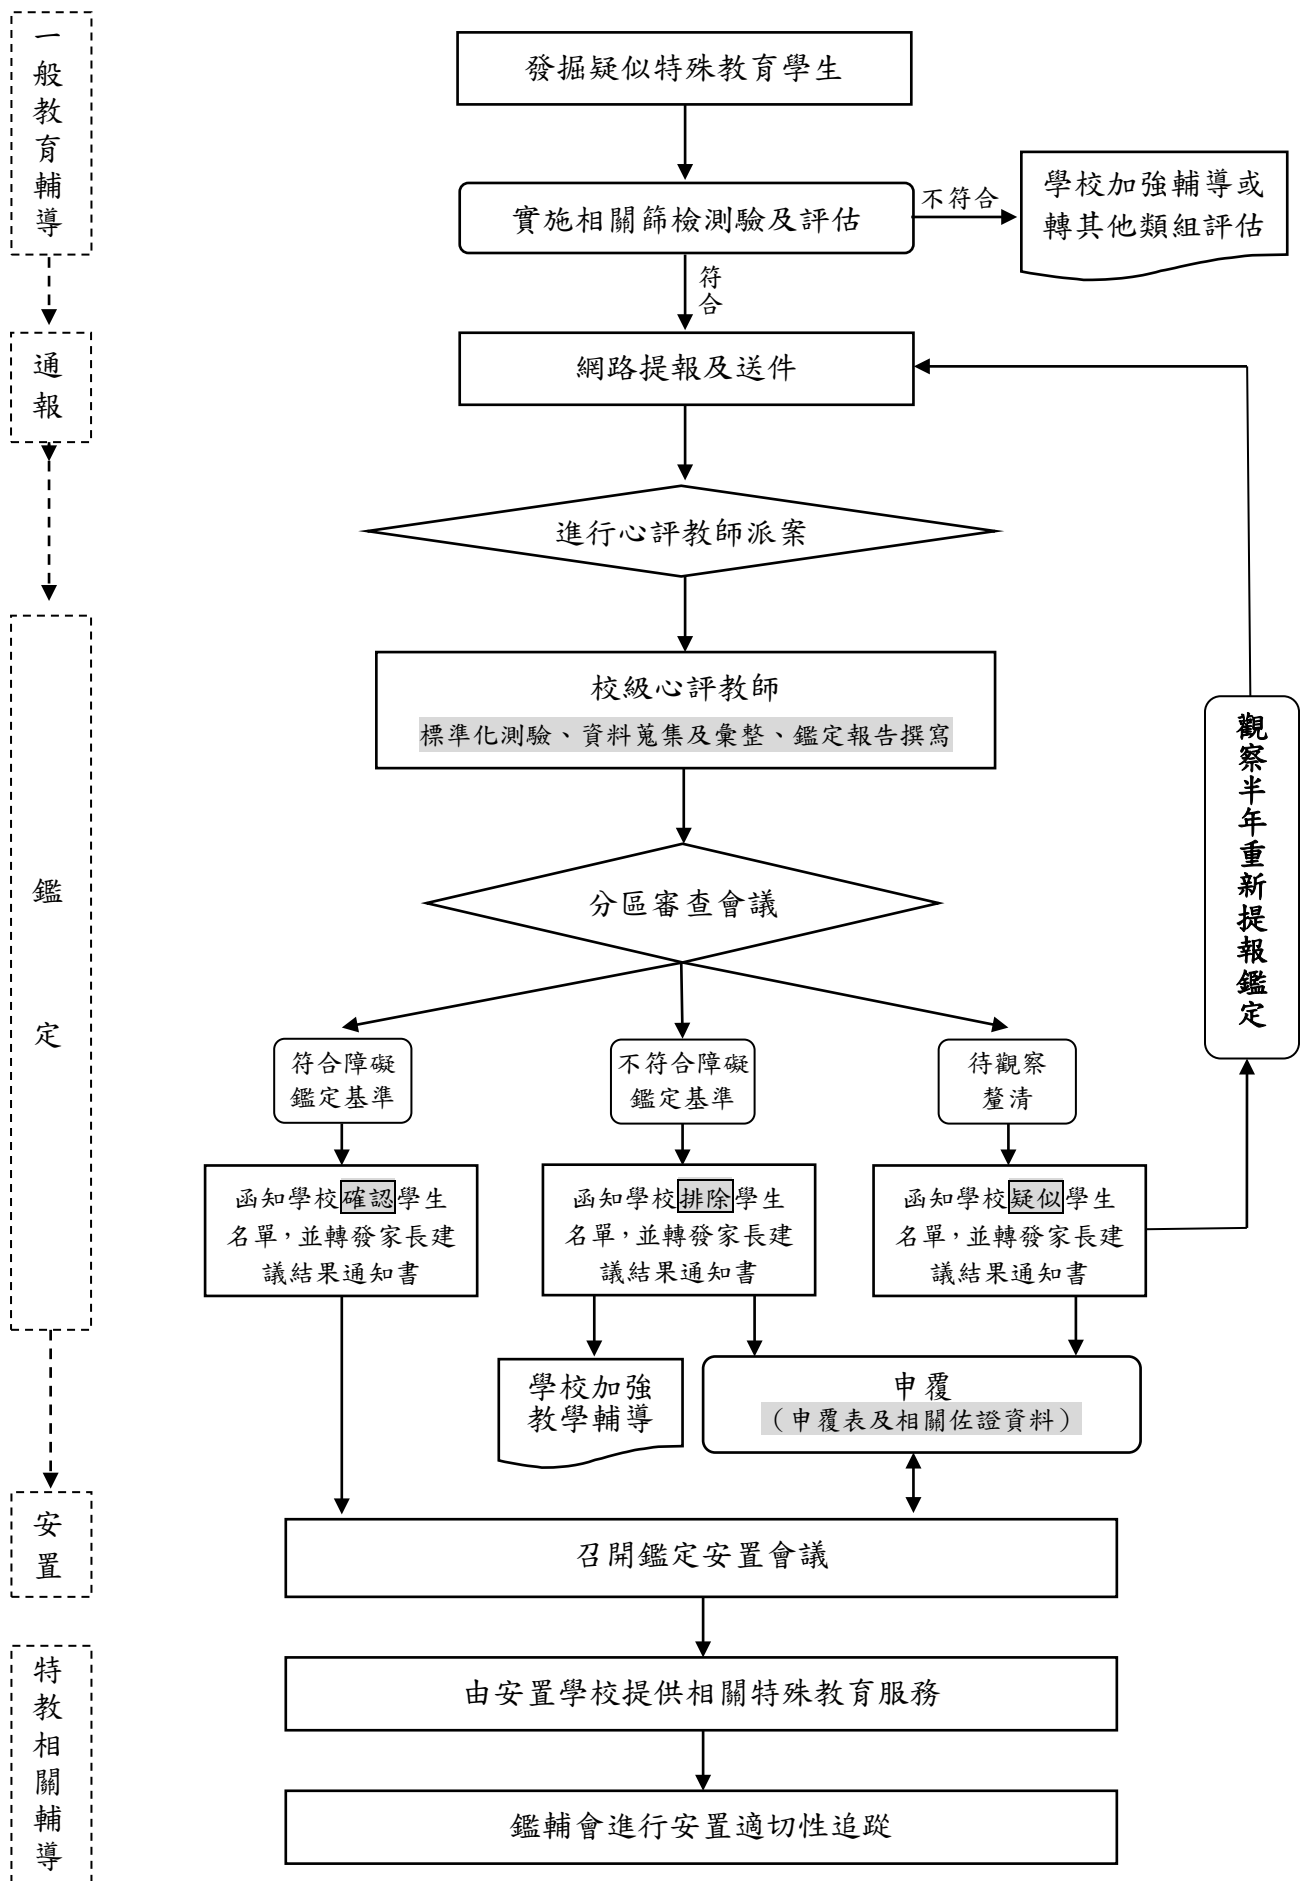 一般教育輔導
發掘疑似特殊教育學生
實施相關篩檢測驗及評估
不符合
學校加強輔導或
轉其他類組評估
符合
通報
網路提報及送件
進行心評教師派案
鑑定
校級心評教師
標準化測驗、資料蒐集及彙整、鑑定報告撰寫
觀察半年重新提報鑑定
分區審查會議
符合障礙
鑑定基準
不符合障礙
鑑定基準
待觀察
釐清
函知學校確認學生
名單，並轉發家長建
議結果通知書
函知學校排除學生
名單，並轉發家長建
議結果通知書
函知學校疑似學生
名單，並轉發家長建
議結果通知書
學校加強
教學輔導
申覆
（申覆表及相關佐證資料）
安置
召開鑑定安置會議
特教相關輔導
由安置學校提供相關特殊教育服務
鑑輔會進行安置適切性追蹤